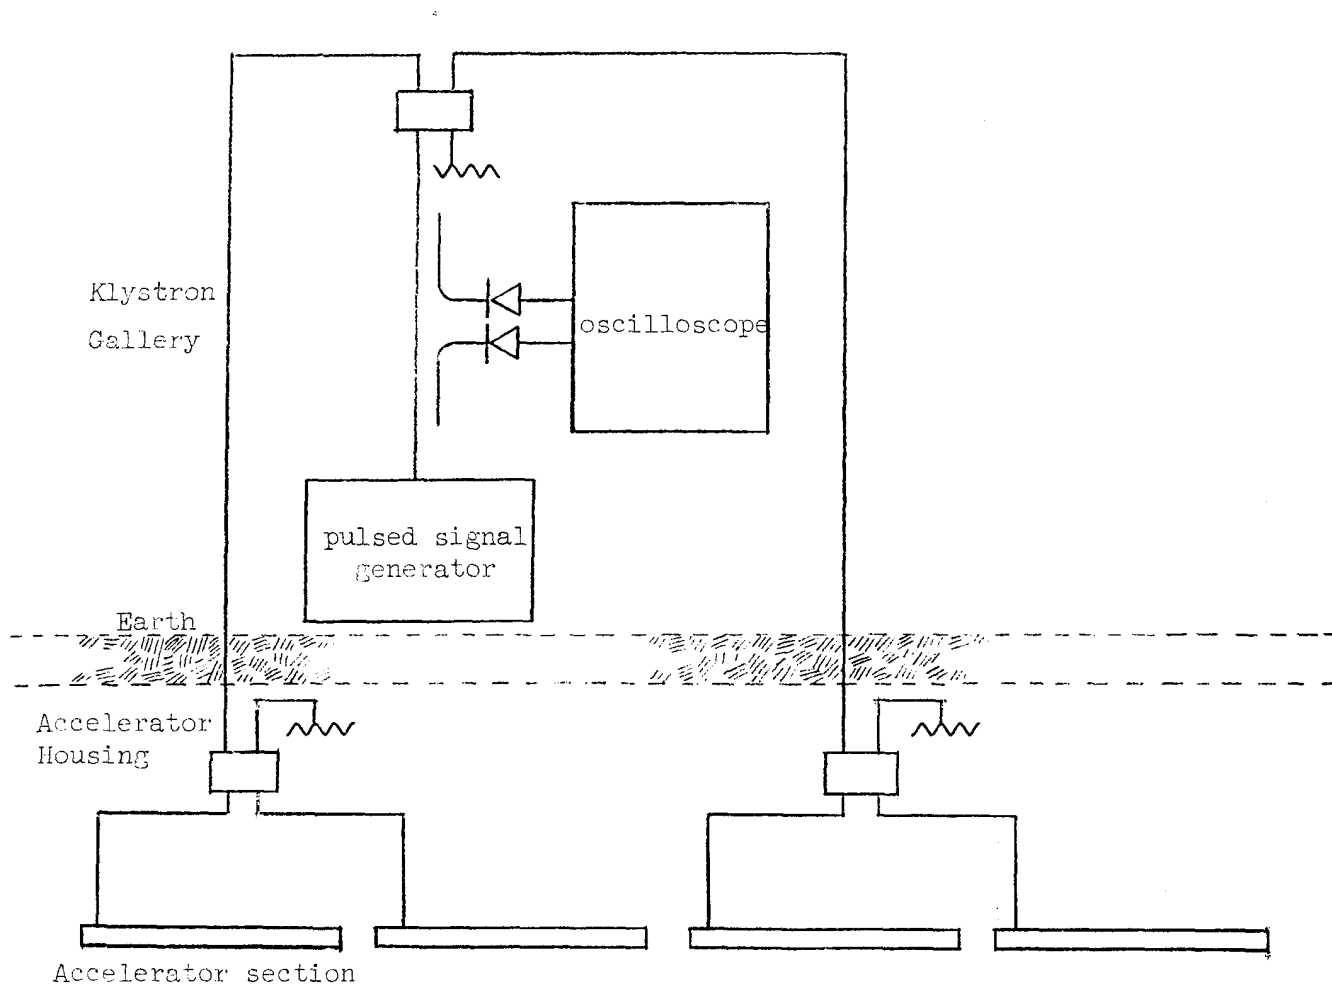 Klystron
Gallery
oscilloscope
pulsed signal
generator
Earth
Accelerator
Housing
Accelerator section